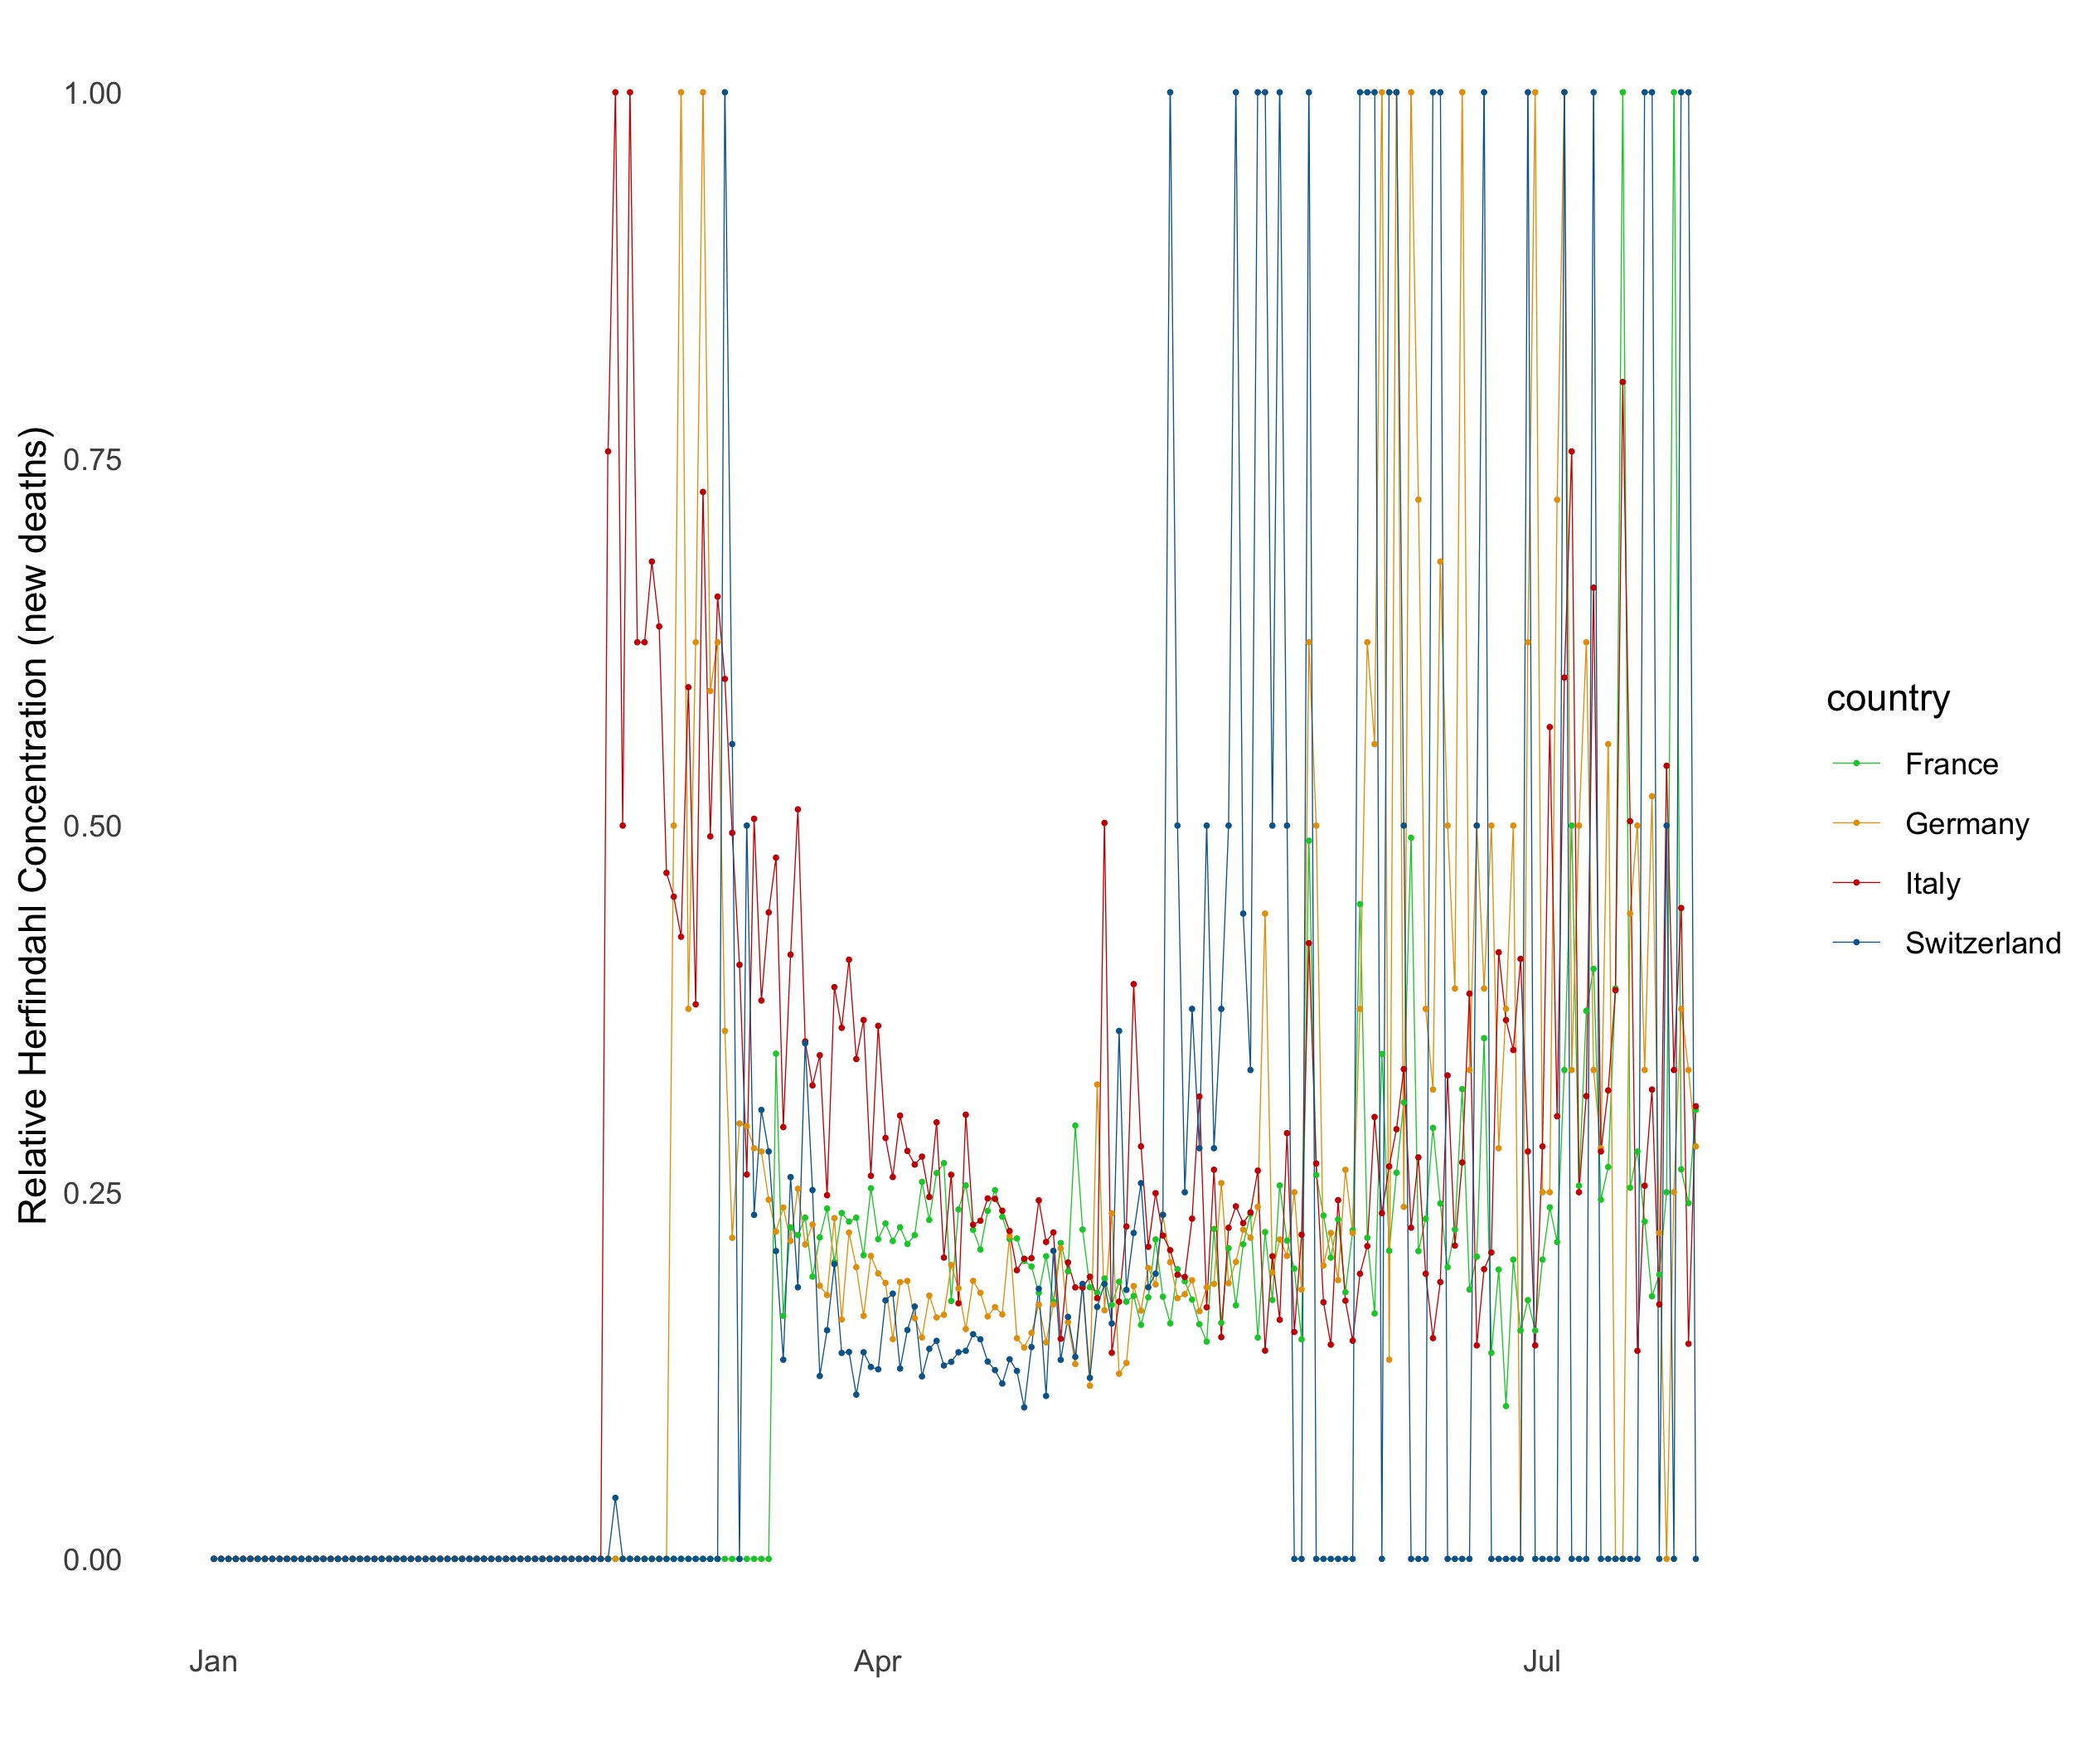 1.00
0.75
0.50
0.25
0.00
Relative Herfindahl Concentration (new deaths)
Jan
Apr
Jul
country
France
Germany
Italy
Switzerland